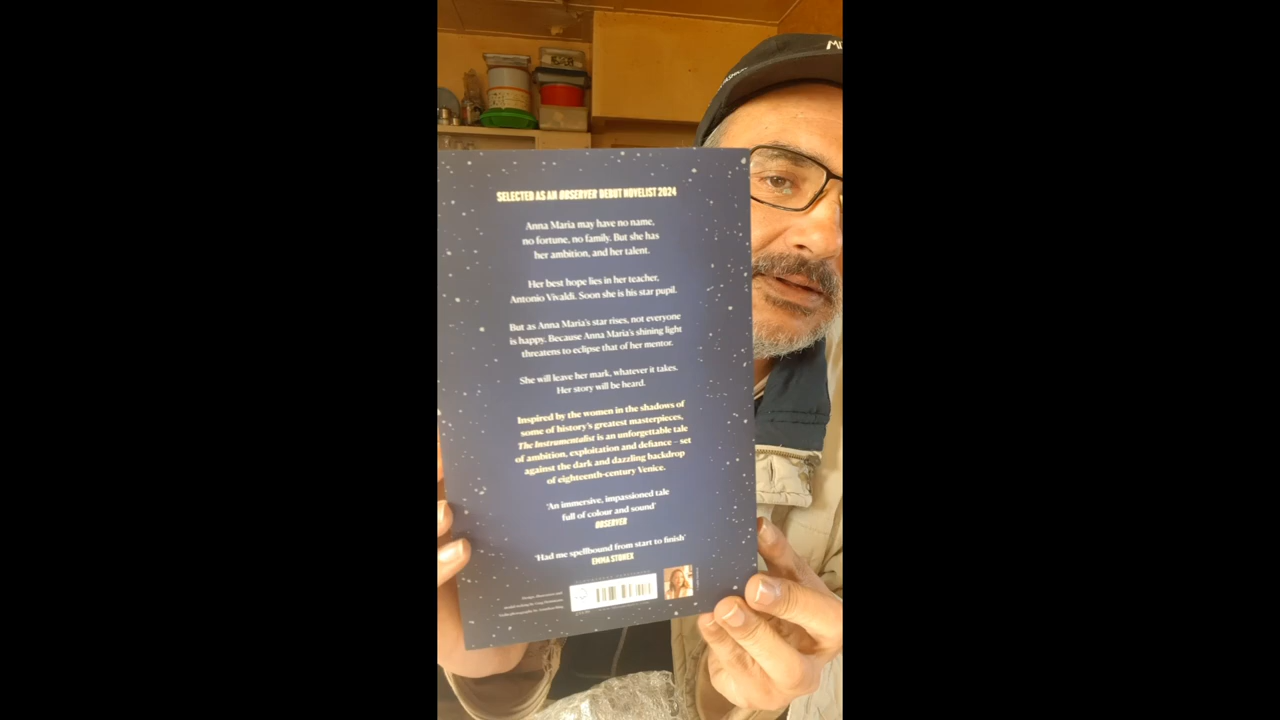 SELECTED AS AN OBSERVER DEBUT NOVELIST 2024
Anna Maria may have no name,
no fortune, no family. But she has
her ambition, and her talent.
Her best hope lies in her teacher,
Antonio Vivaldi. Soon she is his star pupil.
But as Anna Maria's star rises, not everyone
is happy. Because Anna Maria's shining light
threatens to eclipse that of her mentor.
She will leave her mark, whatever it takes.
Her story will be heard.
Inspired by the women in the shadows of
some of history's greatest masterpieces,
The Instrumentalist is an unforgettable tale
of ambition, exploitation and defiance – set
against the dark and dazzling backdrop
of eighteenth-century Venice.
'An immersive, impassioned tale
full of colour and sound'
OBSERVER
'Had me spellbound from start to finish'
EMMA STONEX